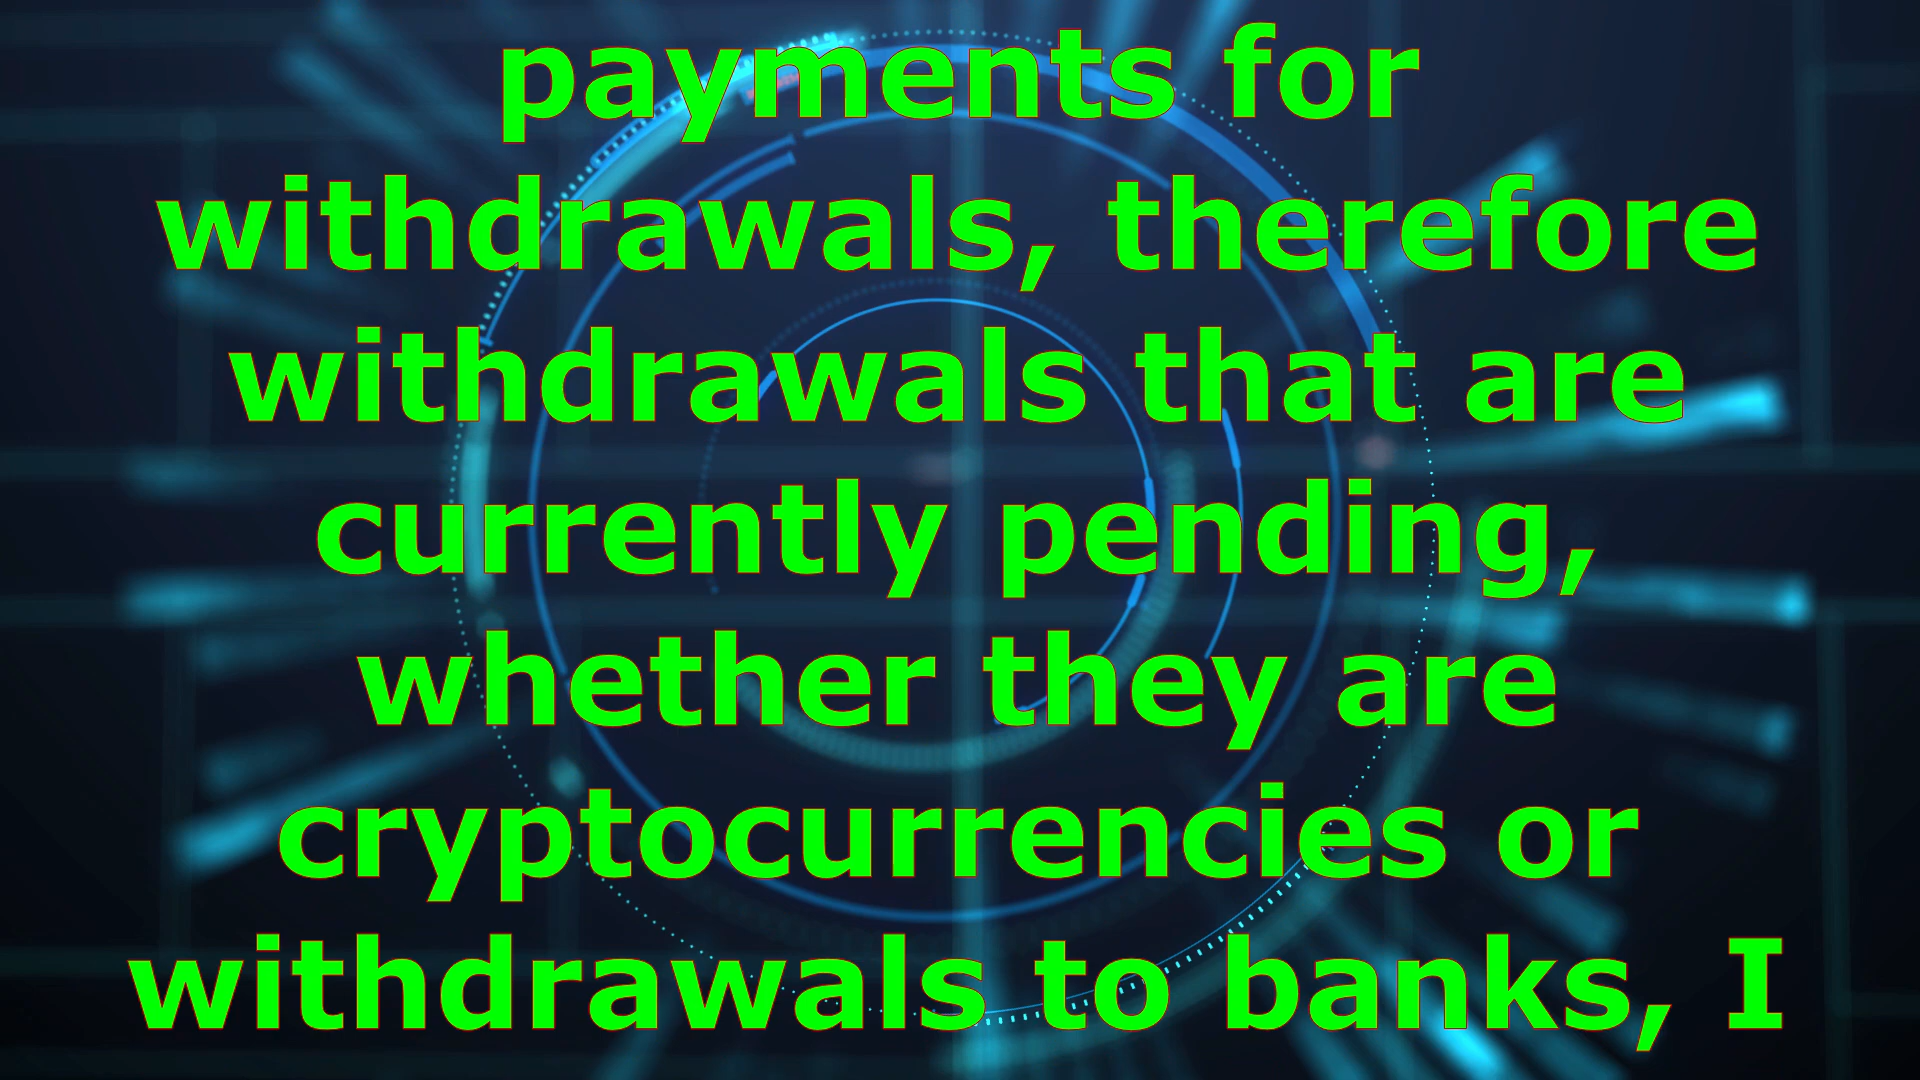 payments for
withdrawals, therefore
withdrawals that are
currently pending,
whether they are
cryptocurrencies or
withdrawals to banks, I